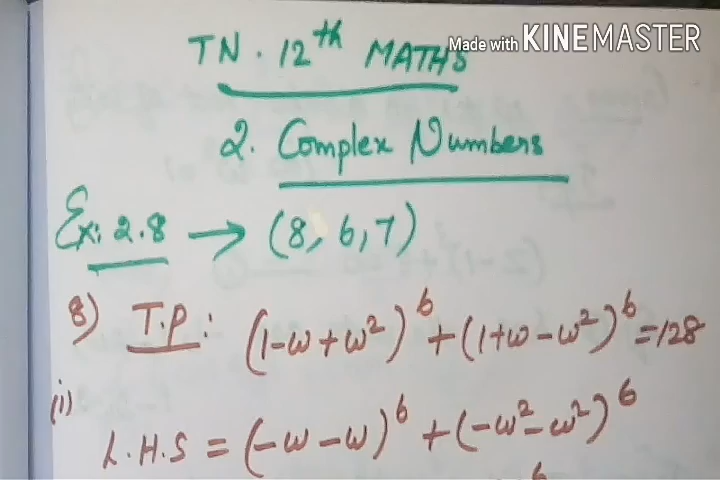 TN. 12th MATHS
Made with KINEMASTER
2. Complex Numbers
Ex: 2.8 → (8, 6, 7)
8) T.P: (1-ω+ω²)⁶+(1+ω-ω²)⁶=128
(i)
L.H.S = (-ω-ω)⁶ + (-ω²-ω²)⁶
6